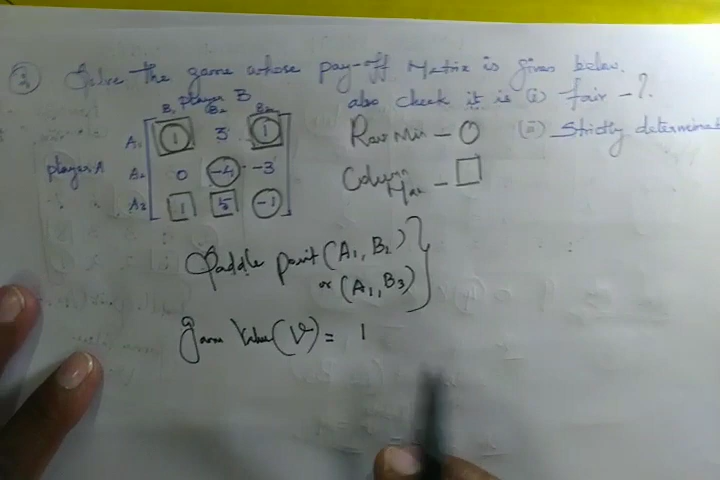 ② Solve the game whose pay-off Matrix is given below.
also check it is (i) fair - ?
(ii) Strictly determinat
player B
B₁ B₂ B₃
A₁ 1 3 1
player A A₂ 0 -4 -3
A₃ 1 5 -1
Row Min - ○
Column Max - □
Saddle point (A₁, B₁)
or (A₁, B₃)
Game Value (V) = 1